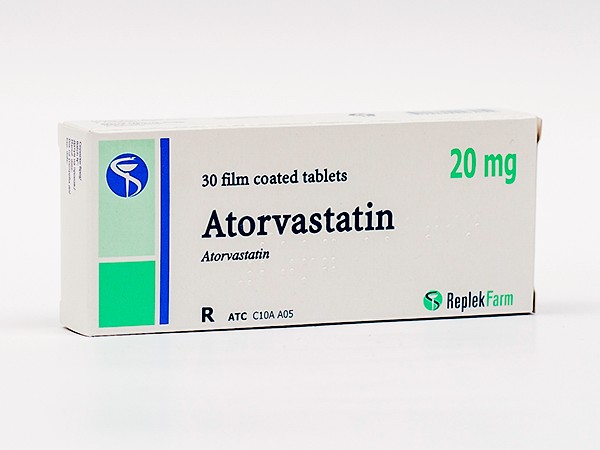 20 mg
30 film coated tablets
Atorvastatin
Atorvastatin
R ATC C10A A05
ReplekFarm